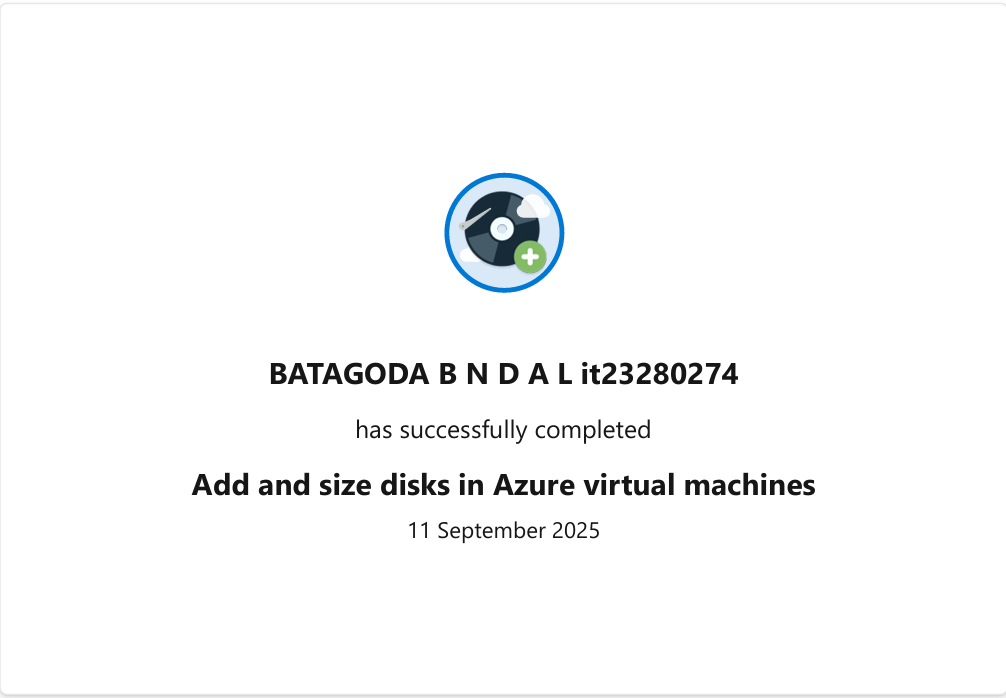 BATAGODA B N D A L it23280274
has successfully completed
Add and size disks in Azure virtual machines
11 September 2025